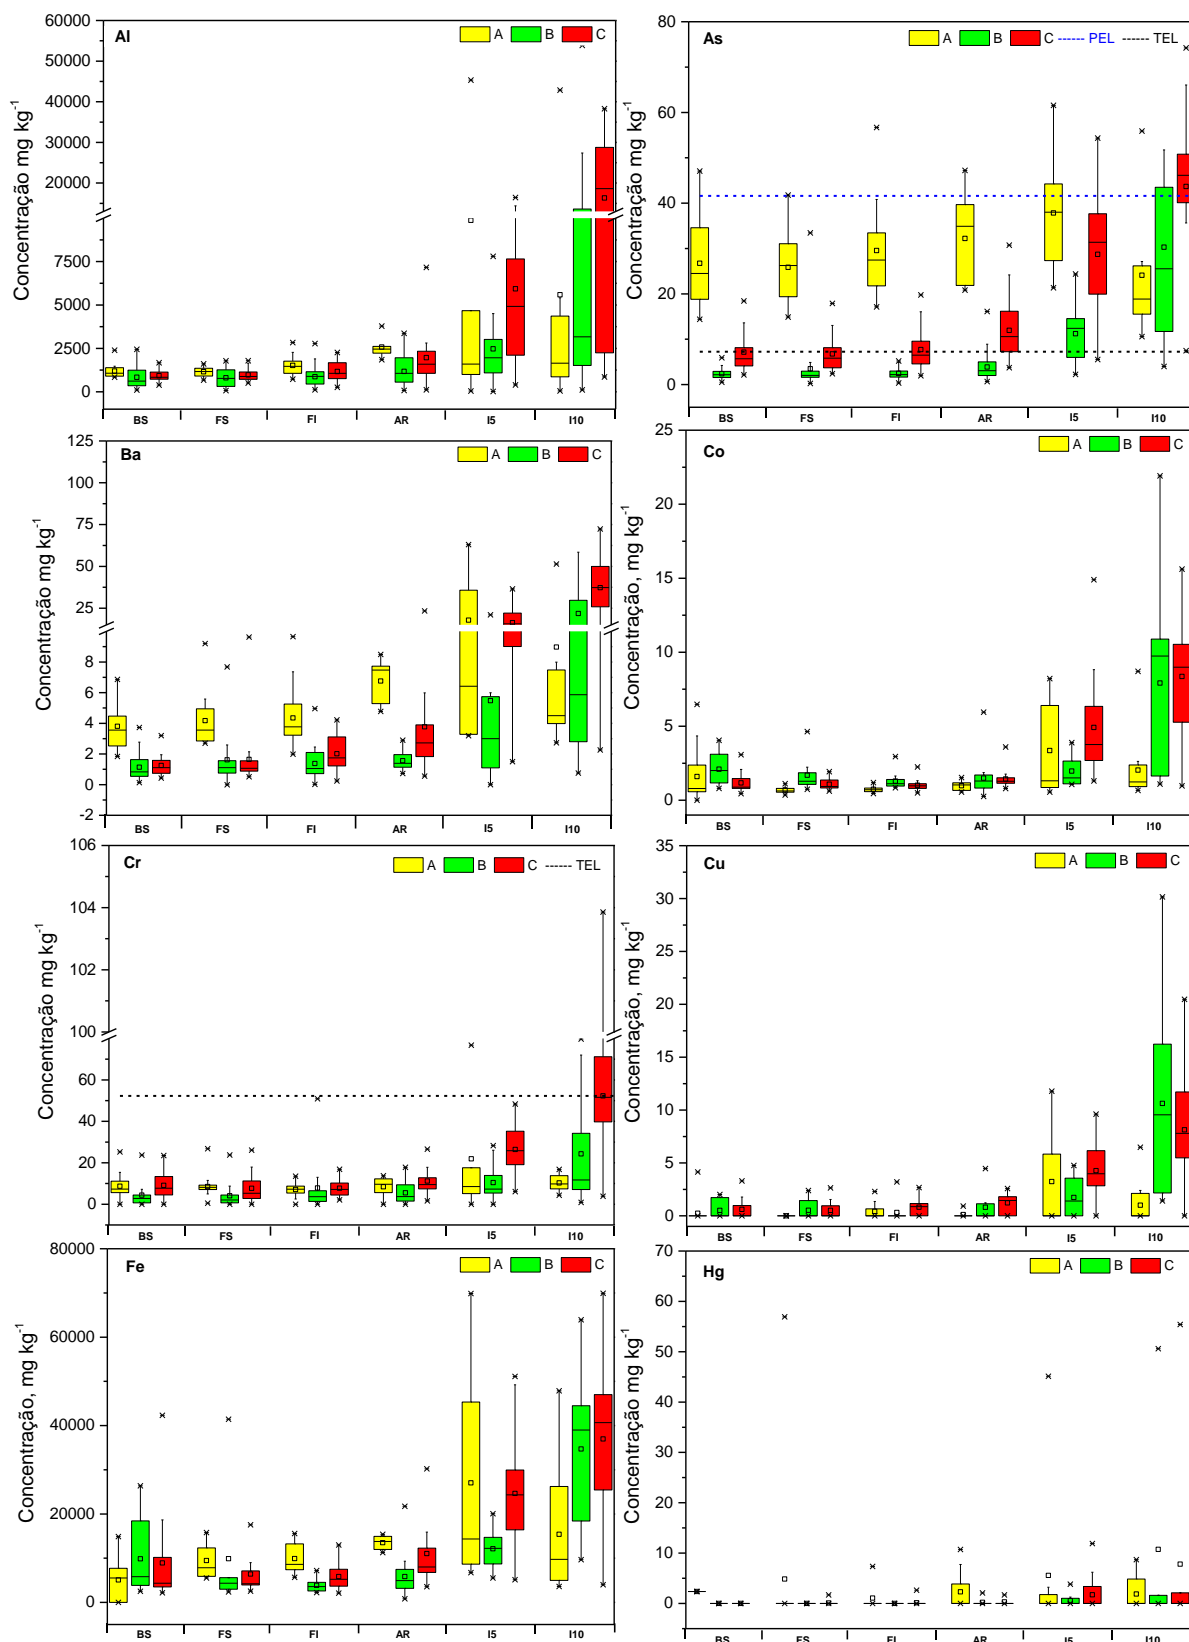 Al
A B C
Concentração mg kg-1
60000
50000
40000
30000
20000
10000
7500
5000
2500
0
BS FS FI AR I5 I10
As
A B C ------ PEL ------ TEL
Concentração mg kg-1
80
60
40
20
0
BS FS FI AR I5 I10
Ba
A B C
Concentração mg kg-1
125
100
75
50
25
8
6
4
2
0
-2
BS FS FI AR I5 I10
Co
A B C
Concentração, mg kg-1
25
20
15
10
5
0
BS FS FI AR I5 I10
Cr
A B C ------ TEL
Concentração mg kg-1
106
104
102
100
60
40
20
0
BS FS FI AR I5 I10
Cu
A B C
Concentração, mg kg-1
35
30
25
20
15
10
5
0
BS FS FI AR I5 I10
Fe
A B C
Concentração, mg kg-1
80000
60000
40000
20000
0
BS FS FI AR I5 I10
Hg
A B C
Concentração, mg kg-1
70
60
50
40
30
20
10
0
BS FS FI AR I5 I10